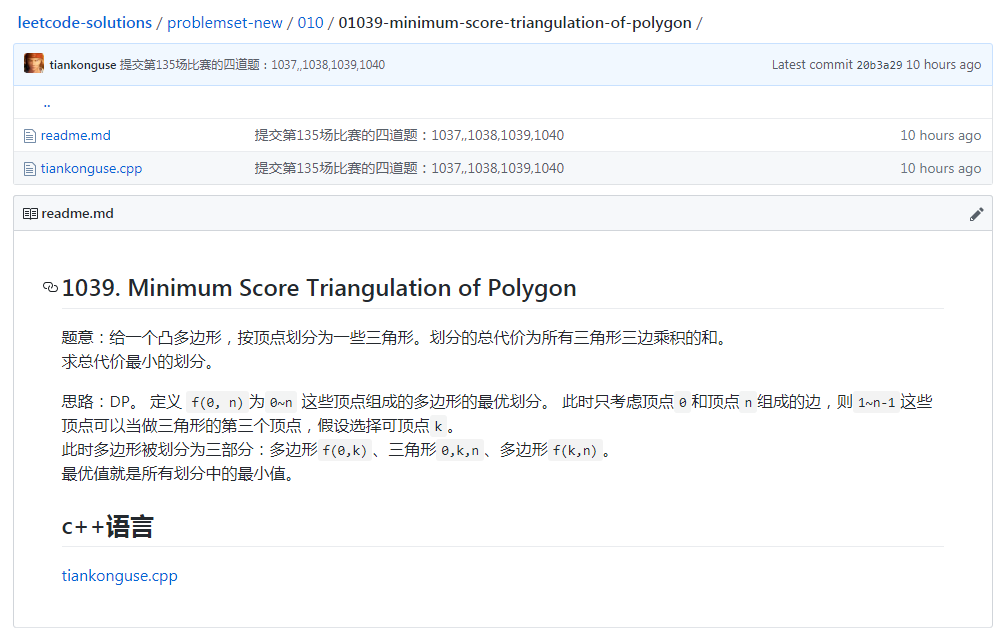 leetcode-solutions / problemset-new / 010 / 01039-minimum-score-triangulation-of-polygon /
tiankonguse 提交第135场比赛的四道题：1037,,1038,1039,1040 Latest commit 20b3a29 10 hours ago
..
readme.md 提交第135场比赛的四道题：1037,,1038,1039,1040 10 hours ago
tiankonguse.cpp 提交第135场比赛的四道题：1037,,1038,1039,1040 10 hours ago
readme.md
1039. Minimum Score Triangulation of Polygon
题意：给一个凸多边形，按顶点划分为一些三角形。划分的总代价为所有三角形三边乘积的和。
求总代价最小的划分。
思路：DP。 定义 f(0, n) 为 0~n 这些顶点组成的多边形的最优划分。 此时只考虑顶点 0 和顶点 n 组成的边，则 1~n-1 这些
顶点可以当做三角形的第三个顶点，假设选择可顶点 k 。
此时多边形被划分为三部分：多边形 f(0,k) 、三角形 0,k,n 、多边形 f(k,n) 。
最优值就是所有划分中的最小值。
c++语言
tiankonguse.cpp